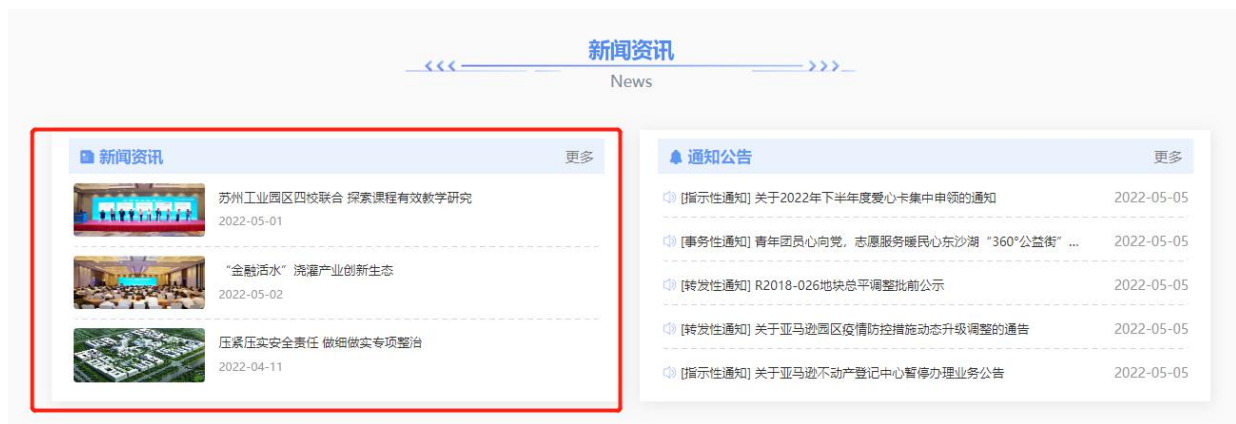 新闻资讯
News
新闻资讯 更多
苏州工业园区四校联合 探索课程有效教学研究
2022-05-01
“金融活水”浇灌产业创新生态
2022-05-02
压紧压实安全责任 做细做实专项整治
2022-04-11
通知公告 更多
[指示性通知] 关于2022年下半年度爱心卡集中申领的通知 2022-05-05
[事务性通知] 青年团员心向党，志愿服务暖民心东沙湖“360°公益街”... 2022-05-05
[转发性通知] R2018-026地块总平调整批前公示 2022-05-05
[转发性通知] 关于亚马逊园区疫情防控措施动态升级调整的通告 2022-05-05
[指示性通知] 关于亚马逊不动产登记中心暂停办理业务公告 2022-05-05